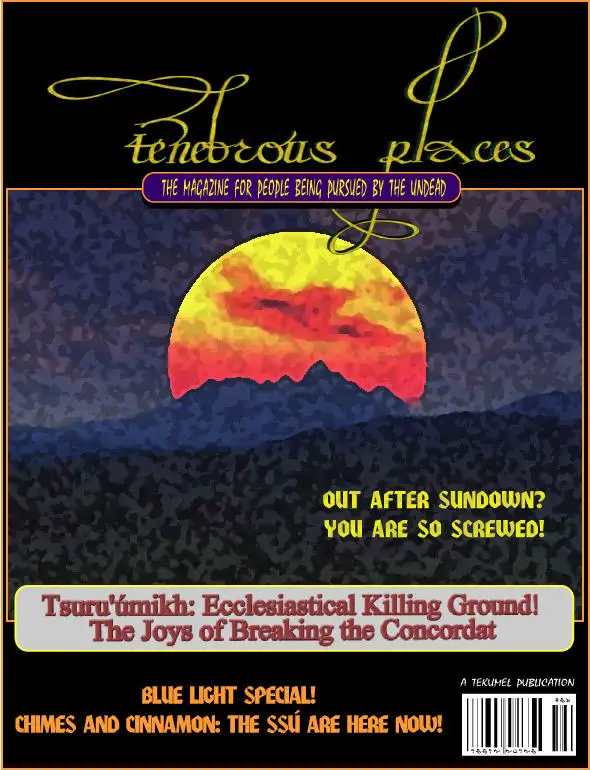 tenebrous places
THE MAGAZINE FOR PEOPLE BEING PURSUED BY THE UNDEAD
OUT AFTER SUNDOWN?
YOU ARE SO SCREWED!
Tsuru'úmikh: Ecclesiastical Killing Ground!
The Joys of Breaking the Concordat
A TEKUMEL PUBLICATION
BLUE LIGHT SPECIAL!
CHIMES AND CINNAMON: THE SSÚ ARE HERE NOW!